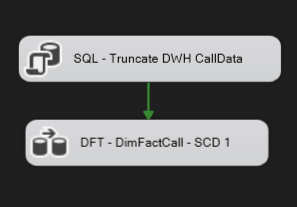 SQL - Truncate DWH CallData
DFT - DimFactCall - SCD 1